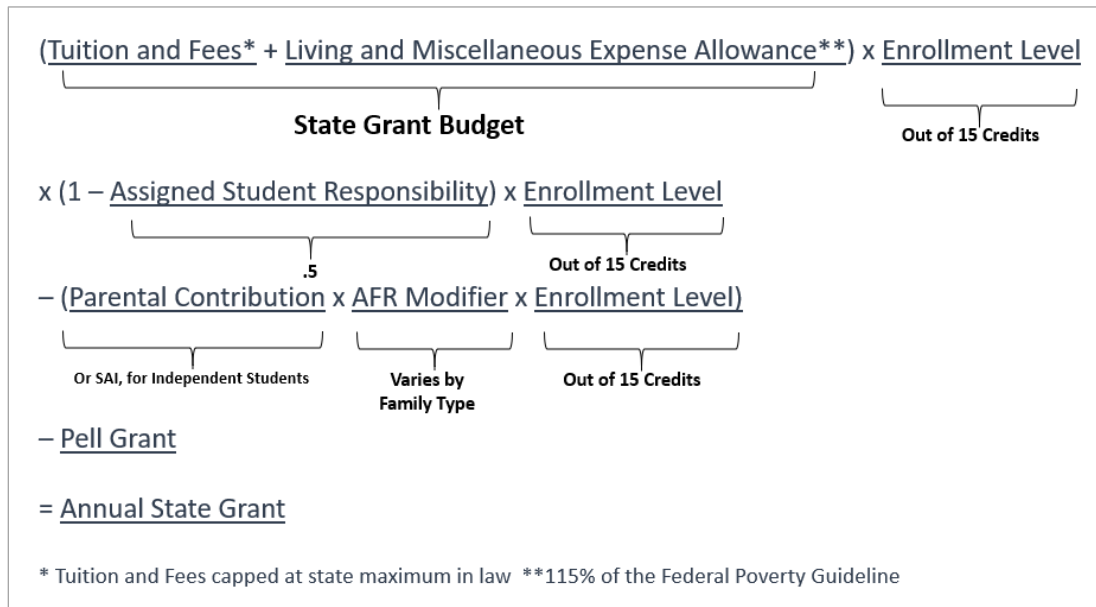 (Tuition and Fees* + Living and Miscellaneous Expense Allowance**) x Enrollment Level
State Grant Budget
Out of 15 Credits
x (1 – Assigned Student Responsibility) x Enrollment Level
.5
Out of 15 Credits
– (Parental Contribution x AFR Modifier x Enrollment Level)
Or SAI, for Independent Students
Varies by
Family Type
Out of 15 Credits
– Pell Grant
= Annual State Grant
* Tuition and Fees capped at state maximum in law **115% of the Federal Poverty Guideline